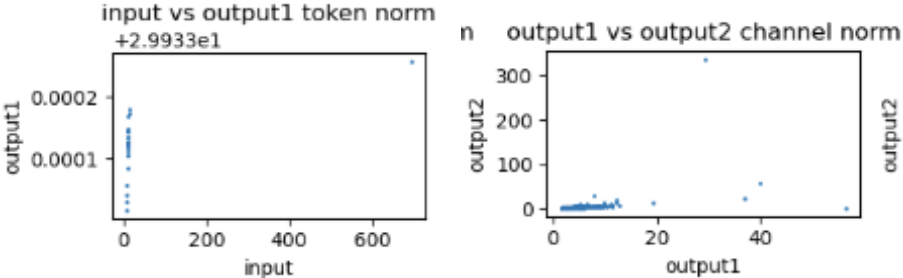 input vs output1 token norm
+2.9933e1
0.0002
0.0001
output1
0 200 400 600
input
m
output1 vs output2 channel norm
300
200
100
0
output2
0 20 40
output1
output2